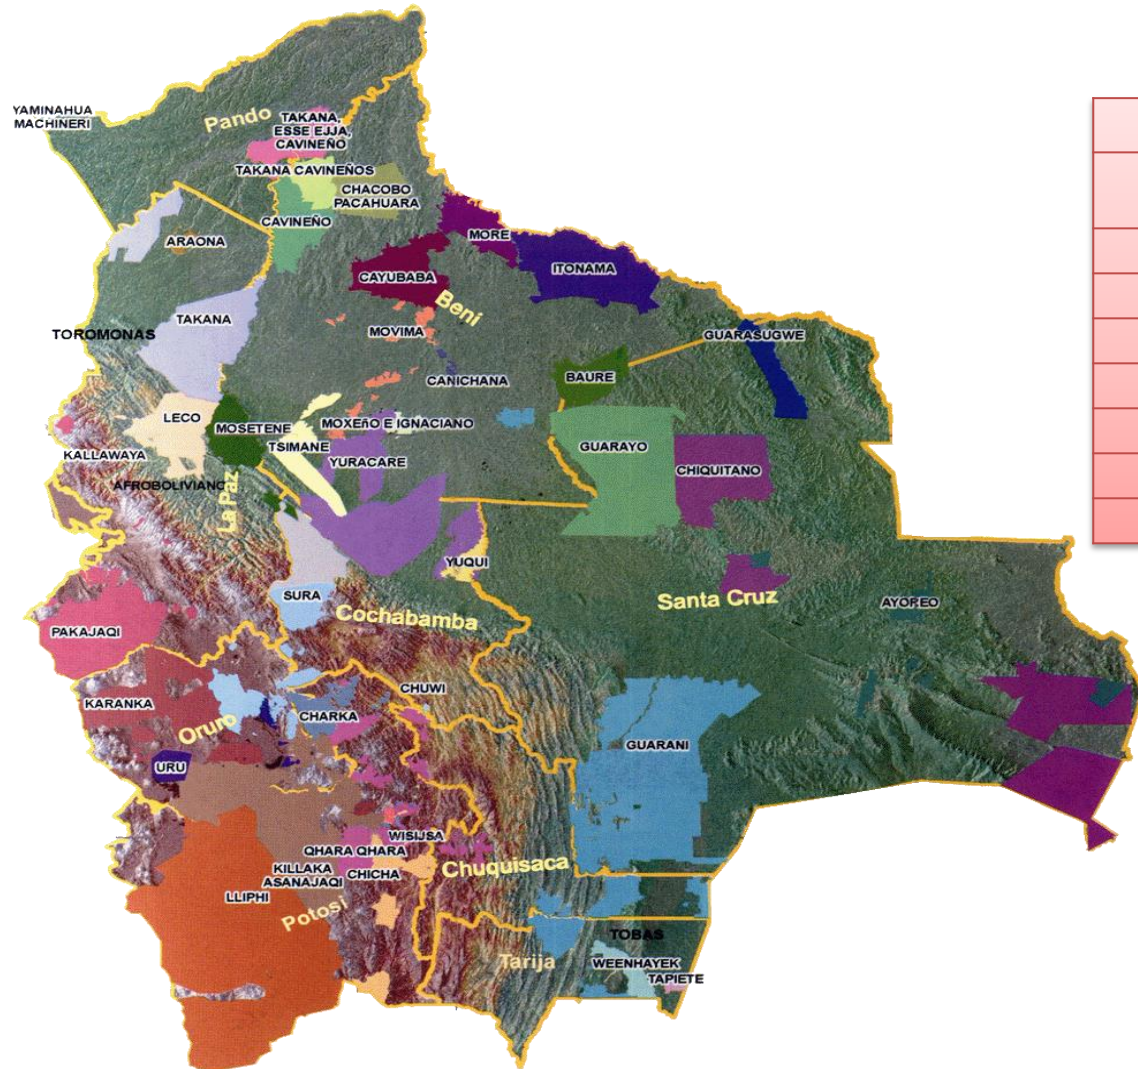 YAMINAHUA
MACHINERI
Pando
TAKANA,
ESSE EJJA,
CAVINEÑO
TAKANA CAVINEÑOS
CHACOBO
PACAHUARA
CAVINEÑO
ARAONA
MORE
ITONAMA
CAYUBABA
Beni
TAKANA
TOROMONAS
MOVIMA
GUARASUGWE
CANICHANA
BAURE
LECO
MOSETENE
MOXEñO E IGNACIANO
TSIMANE
YURACARE
GUARAYO
CHIQUITANO
KALLAWAYA
AFROBOLIVIANO
La Paz
YUQUI
SURA
Cochabamba
Santa Cruz
AYOREO
PAKAJAQI
KARANKA
CHUWI
CHARKA
Oruro
GUARANI
URU
WISIJSA
QHARA QHARA
KILLAKA
ASANAJAQI
CHICHA
Chuquisaca
LLIPHI
Potosí
TOBAS
Tarija
WEENHAYEK
TAPIETE